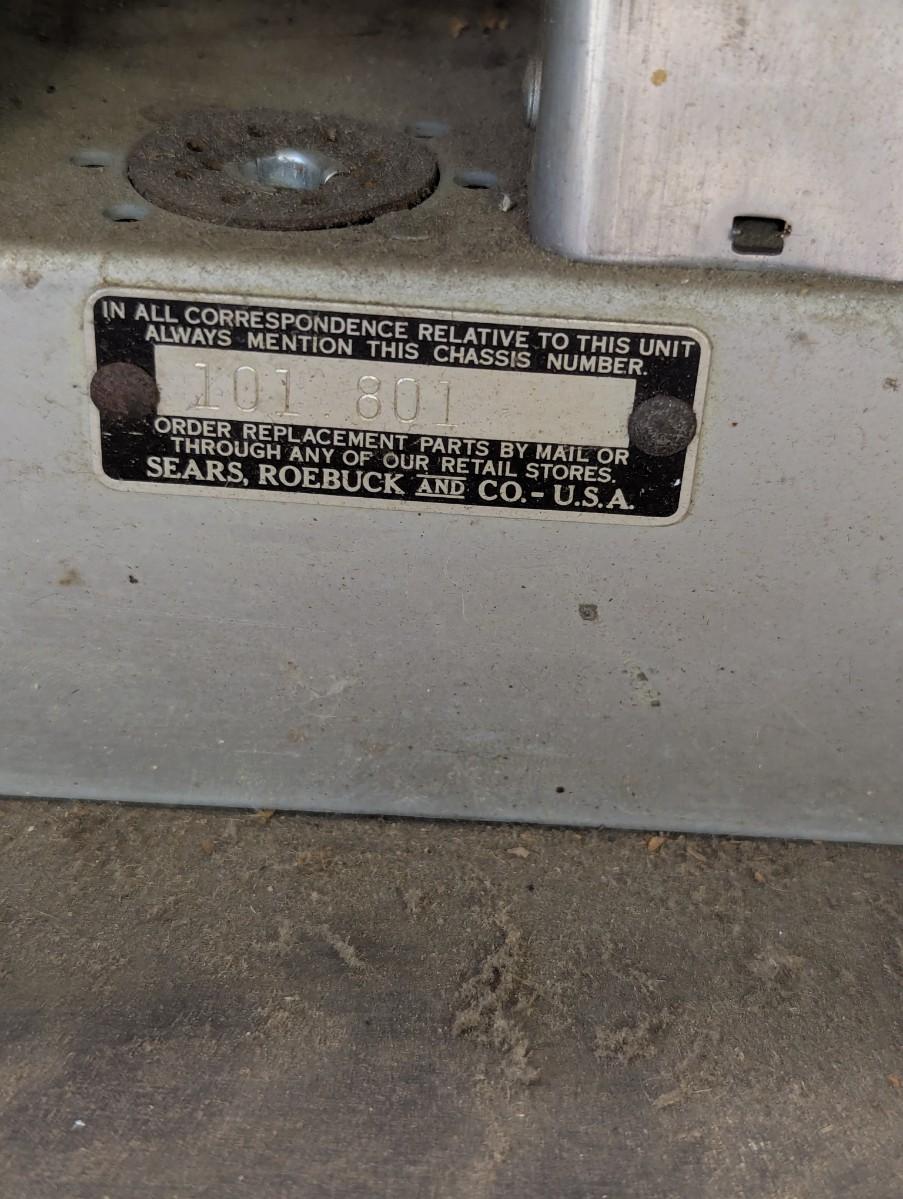 IN ALL CORRESPONDENCE RELATIVE TO THIS UNIT
ALWAYS MENTION THIS CHASSIS NUMBER.
101.801
ORDER REPLACEMENT PARTS BY MAIL OR
THROUGH ANY OF OUR RETAIL STORES.
SEARS, ROEBUCK AND CO.- U.S.A.